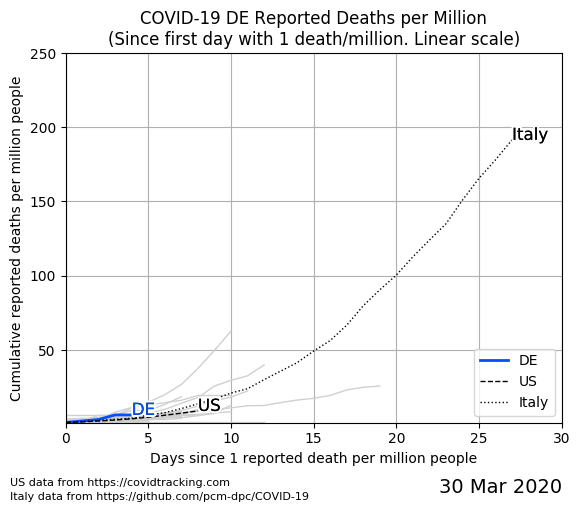 COVID-19 DE Reported Deaths per Million
(Since first day with 1 death/million. Linear scale)
Cumulative reported deaths per million people
250
200
150
100
50
Italy
DE
US
DE
US
Italy
0
5
10
15
20
25
30
Days since 1 reported death per million people
US data from https://covidtracking.com
Italy data from https://github.com/pcm-dpc/COVID-19
30 Mar 2020